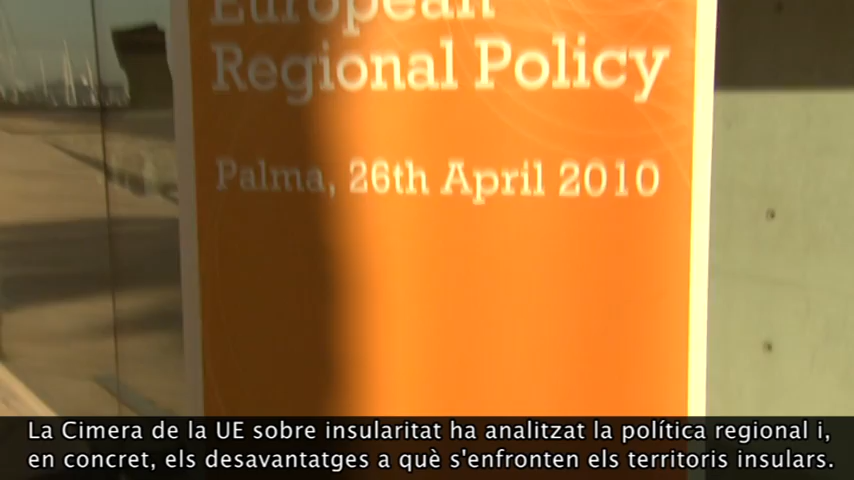 European
Regional Policy
Palma, 26th April 2010
La Cimera de la UE sobre insularitat ha analitzat la política regional i,
en concret, els desavantatges a què s'enfronten els territoris insulars.